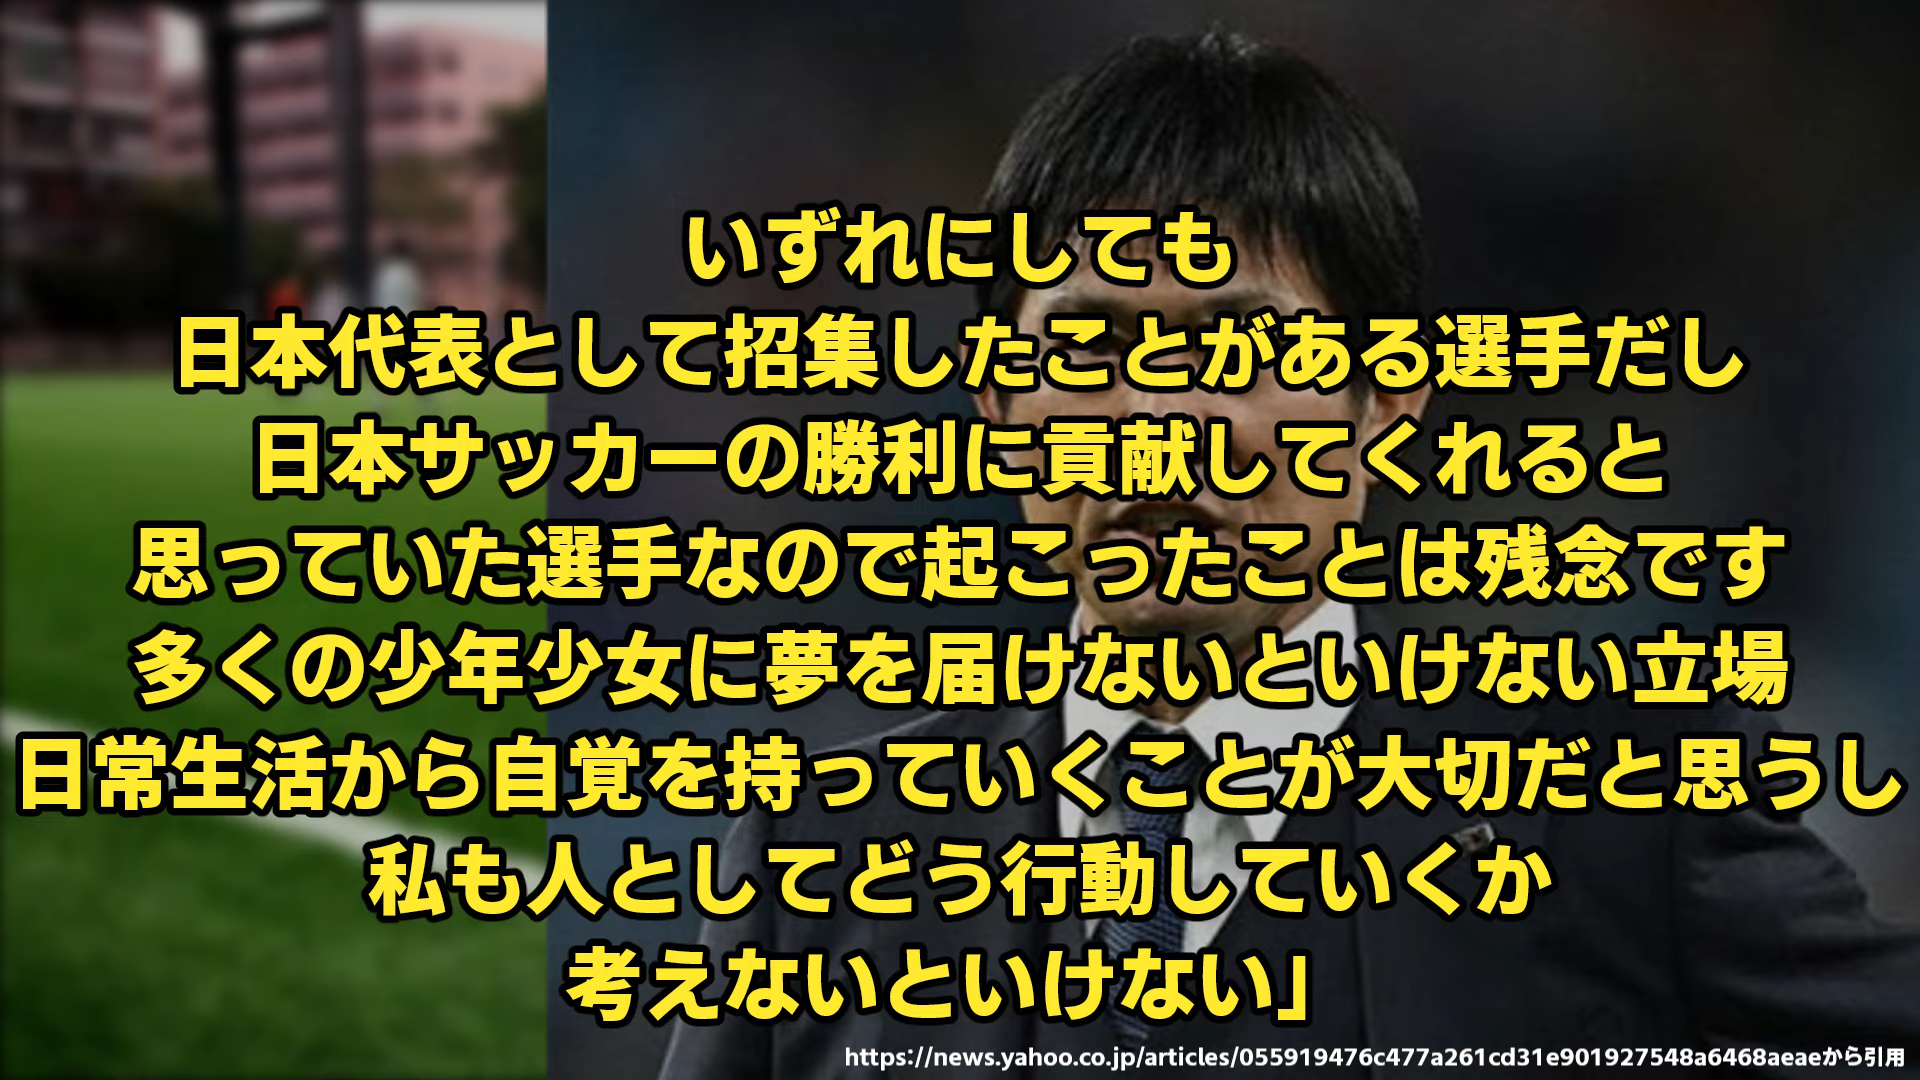 いずれにしても
日本代表として招集したことがある選手だし
日本サッカーの勝利に貢献してくれると
思っていた選手なので起こったことは残念です
多くの少年少女に夢を届けないといけない立場
日常生活から自覚を持っていくことが大切だと思うし
私も人としてどう行動していくか
考えないといけない」
https://news.yahoo.co.jp/articles/055919476c477a261cd31e901927548a6468aeaeから引用